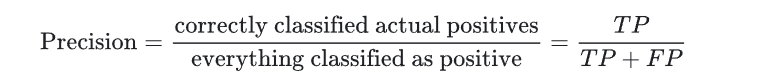 Precision = correctly classified actual positives / everything classified as positive = TP / TP + FP